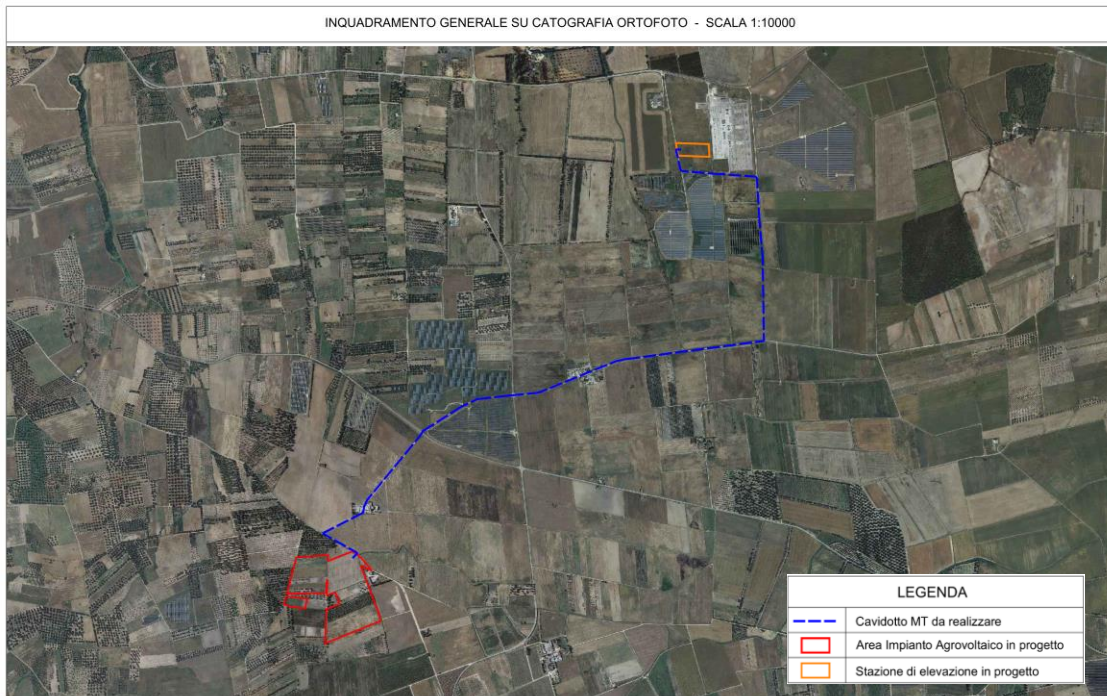 INQUADRAMENTO GENERALE SU CATOGRAFIA ORTOFOTO - SCALA 1:10000
LEGENDA
Cavidotto MT da realizzare
Area Impianto Agrovoltaico in progetto
Stazione di elevazione in progetto